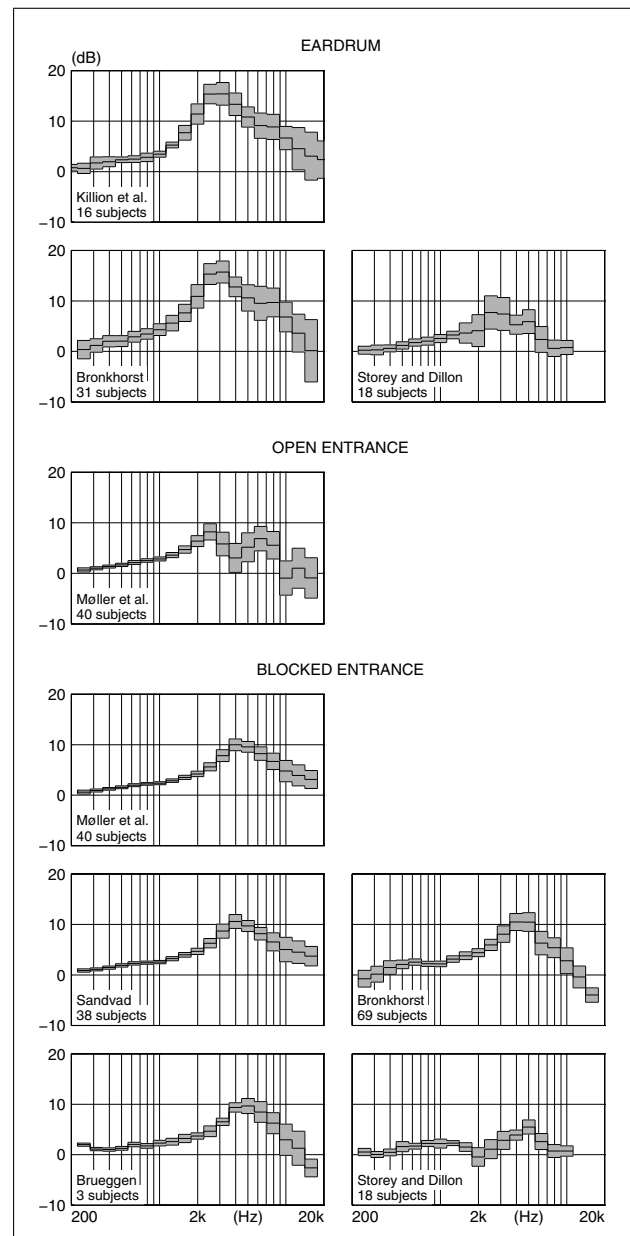 EARDRUM
(dB)
20
10
0
−10
Killion et al.
16 subjects
20
10
0
−10
Bronkhorst
31 subjects
Storey and Dillon
18 subjects
OPEN ENTRANCE
20
10
0
−10
Møller et al.
40 subjects
BLOCKED ENTRANCE
20
10
0
−10
Møller et al.
40 subjects
20
10
0
−10
Sandvad
38 subjects
Bronkhorst
69 subjects
20
10
0
−10
Brueggen
3 subjects
Storey and Dillon
18 subjects
200 2k (Hz) 20k
200 2k (Hz) 20k